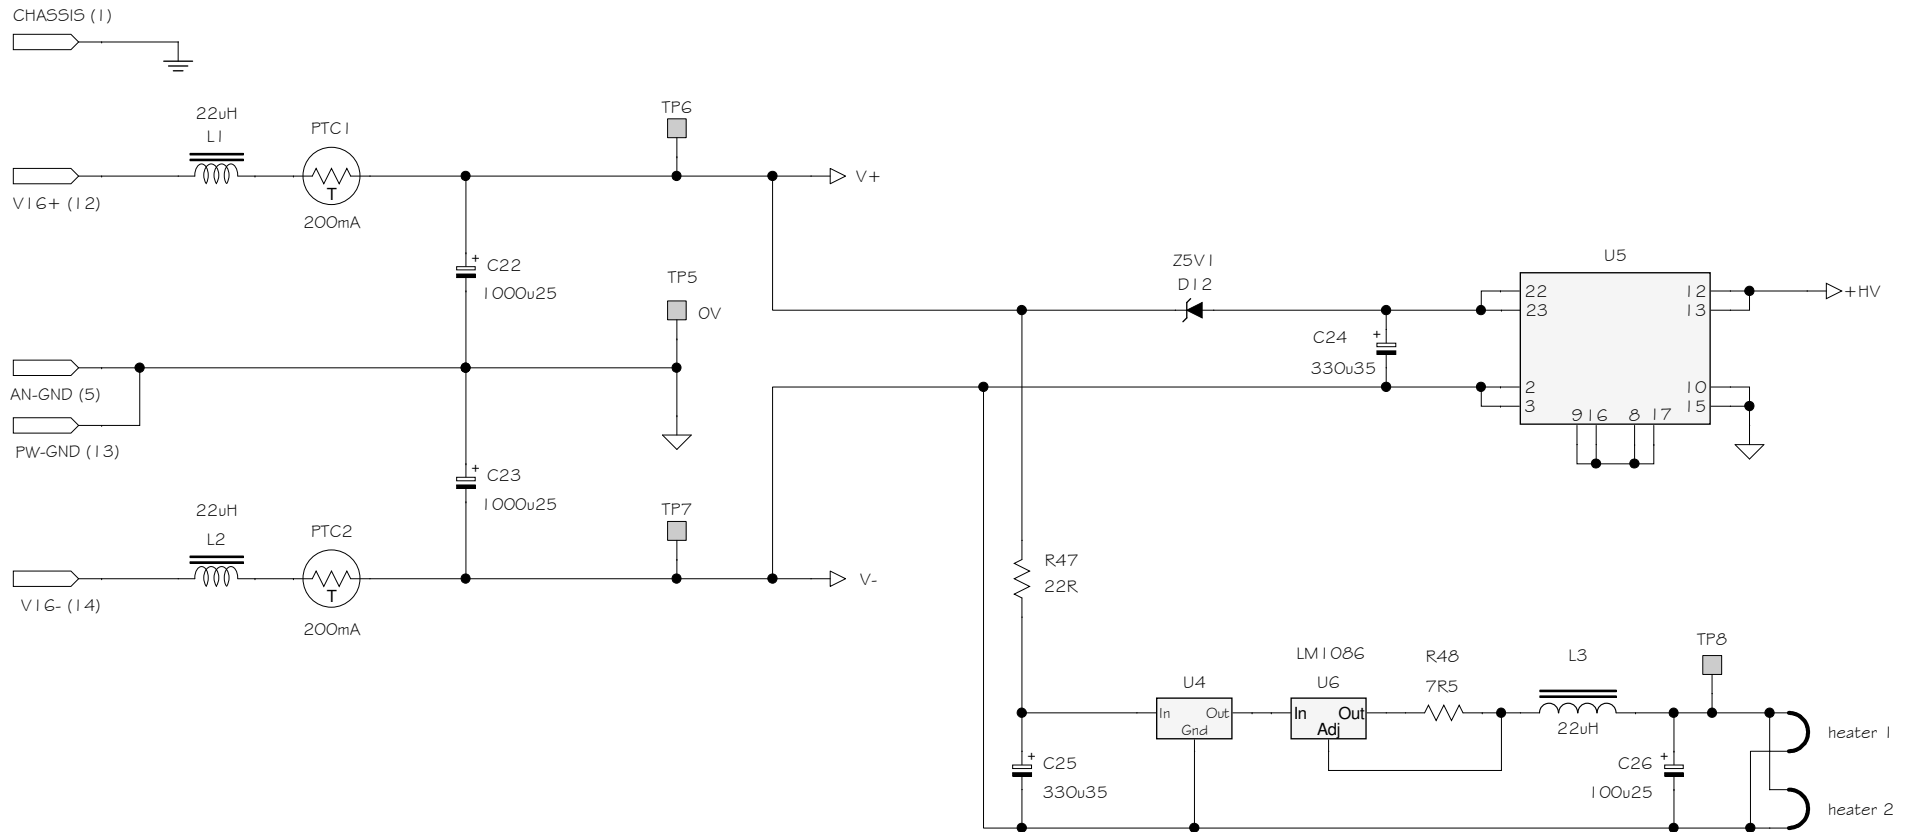 CHASSIS (1)
22uH
L1
PTC1
TP6
V16+ (12)
T
200mA
V+
+
C22
1000u25
TP5
0V
Z5V1
D12
U5
22
23
12
13
+HV
C24
+
330u35
AN-GND (5)
PW-GND (13)
2
3
10
15
9 16 8 17
+
C23
1000u25
22uH
L2
PTC2
TP7
V16- (14)
T
200mA
V-
R47
22R
LM1086
R48
L3
TP8
U4
U6
7R5
In Out
Gnd
In Out
Adj
22uH
heater 1
+
C25
330u35
C26
+
100u25
heater 2